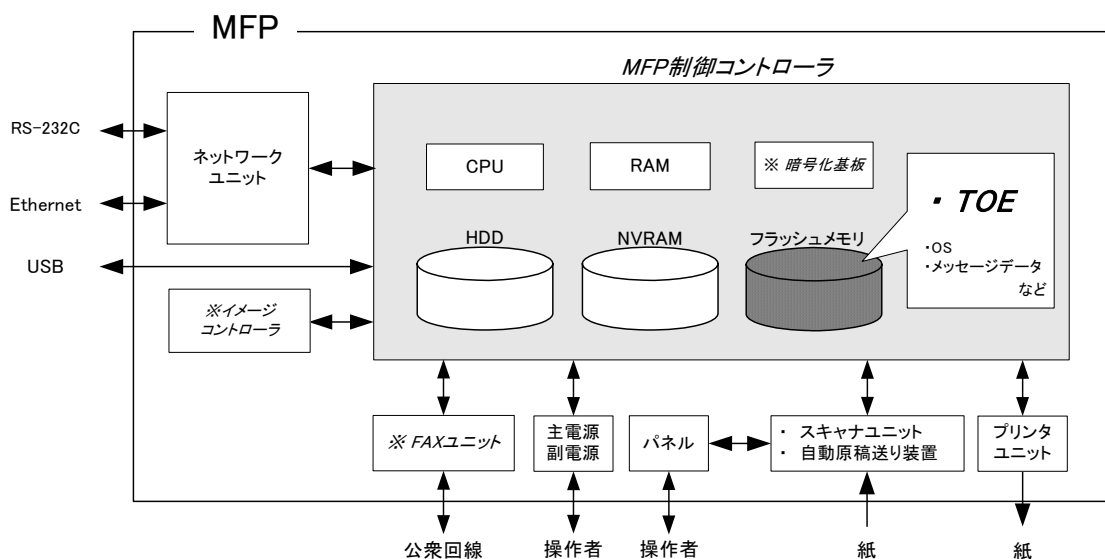 MFP
MFP制御コントローラ
RS-232C
Ethernet
USB
ネットワーク
ユニット
CPU
RAM
※ 暗号化基板
・ TOE
・OS
・メッセージデータ
など
HDD
NVRAM
フラッシュメモリ
※イメージ
コントローラ
※ FAXユニット
主電源
副電源
パネル
・ スキャナユニット
・ 自動原稿送り装置
プリンタ
ユニット
公衆回線
操作者
操作者
紙
紙